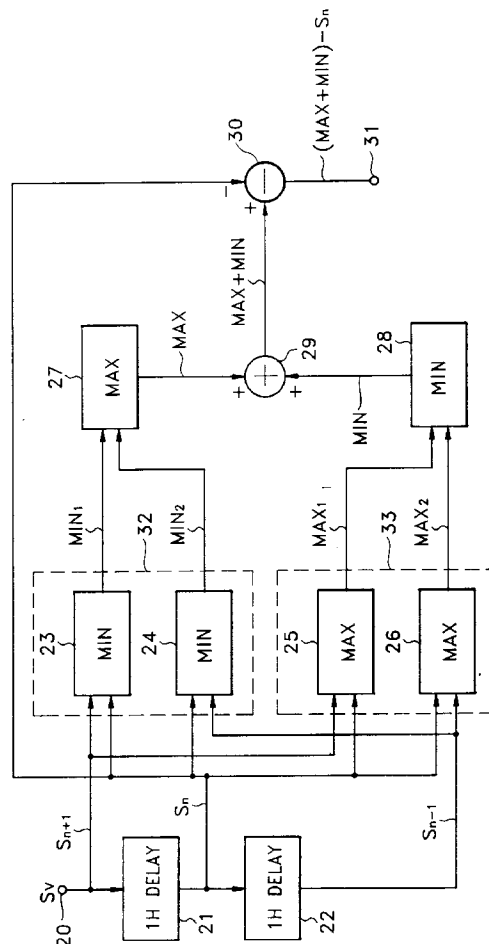 20
Sv
Sn+1
1H DELAY
21
Sn
1H DELAY
22
Sn-1
23
MIN
24
MIN
32
25
MAX
26
MAX
33
MIN1
MIN2
MAX1
MAX2
27
MAX
MAX
+
29
+
MIN
28
MIN
MAX+MIN
-
+
30
(MAX+MIN)-Sn
31